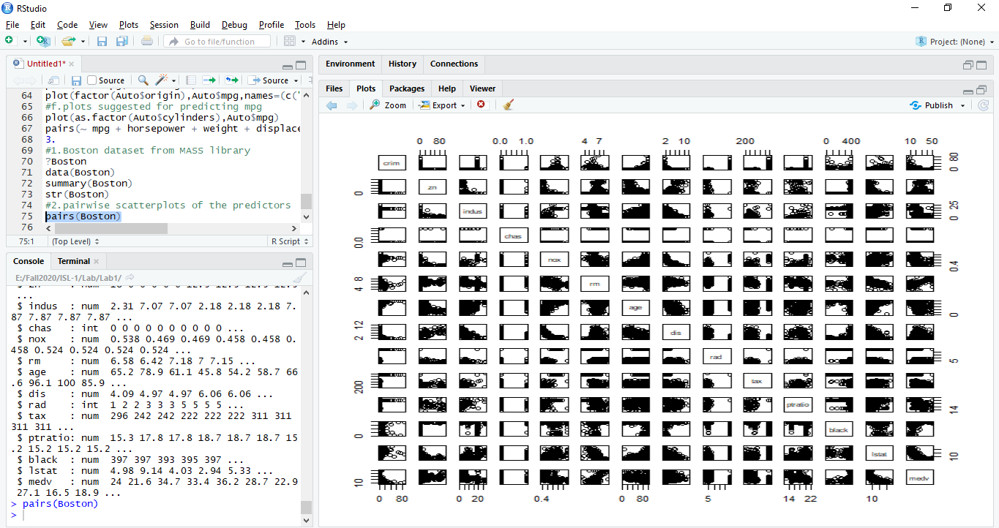 RStudio
File Edit Code View Plots Session Build Debug Profile Tools Help
Go to file/function Addins Project: (None)
Untitled1*
Source Source
64 plot(factor(Auto$origin),Auto$mpg,names=(c('
65 #f.plots suggested for predicting mpg
66 plot(as.factor(Auto$cylinders),Auto$mpg)
67 pairs(~ mpg + horsepower + weight + displace
68 3.
69 #1.Boston dataset from MASS library
70 ?Boston
71 data(Boston)
72 summary(Boston)
73 str(Boston)
74 #2.pairwise scatterplots of the predictors
75 pairs(Boston)
76
75:1 (Top Level) R Script
Console Terminal
E:/Fall2020/ISL-1/Lab/Lab1/
...
$ indus : num 2.31 7.07 7.07 2.18 2.18 2.18 7.
87 7.87 7.87 7.87 ...
$ chas : int 0 0 0 0 0 0 0 0 0 0 ...
$ nox : num 0.538 0.469 0.469 0.458 0.458 0.
458 0.524 0.524 0.524 0.524 ...
$ rm : num 6.58 6.42 7.18 7 7.15 ...
$ age : num 65.2 78.9 61.1 45.8 54.2 58.7 66
.6 96.1 100 85.9 ...
$ dis : num 4.09 4.97 4.97 6.06 6.06 ...
$ rad : int 1 2 2 3 3 3 5 5 5 5 ...
$ tax : num 296 242 242 222 222 222 311 311
311 311 ...
$ ptratio: num 15.3 17.8 17.8 18.7 18.7 18.7 15
.2 15.2 15.2 15.2 ...
$ black : num 397 397 393 395 397 ...
$ lstat : num 4.98 9.14 4.03 2.94 5.33 ...
$ medv : num 24 21.6 34.7 33.4 36.2 28.7 22.9
27.1 16.5 18.9 ...
> pairs(Boston)
>
Environment History Connections
Files Plots Packages Help Viewer
Zoom Export Publish
0 80 0.0 1.0 4 7 2 10 200 0 400 10 50
crim 0 80
0 zn
indus 0 25
0.0 chas
nox 0.4
4 8 rm
age 0
2 12 dis
rad 5
200 tax
ptratio 14
0 black
lstat 10
10 medv
0 80 0 20 0.4 0 80 5 14 22 10